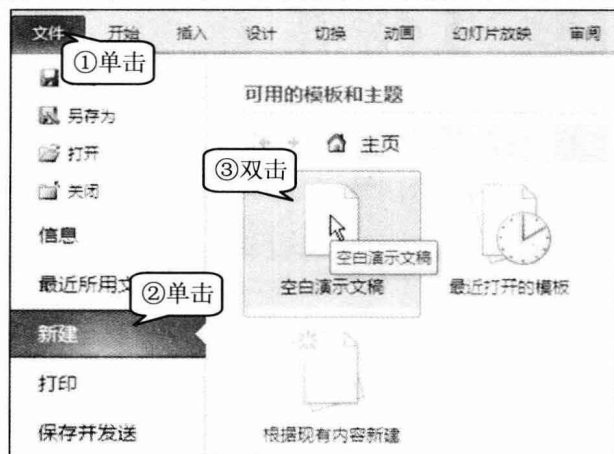 文件 开始 插入 设计 切换 动画 幻灯片放映 审阅
①单击
可用的模板和主题
另存为
主页
打开
③双击
关闭
信息
空白演示文稿
最近所用文
②单击
空白演示文稿 最近打开的模板
新建
打印
保存并发送
根据现有内容新建